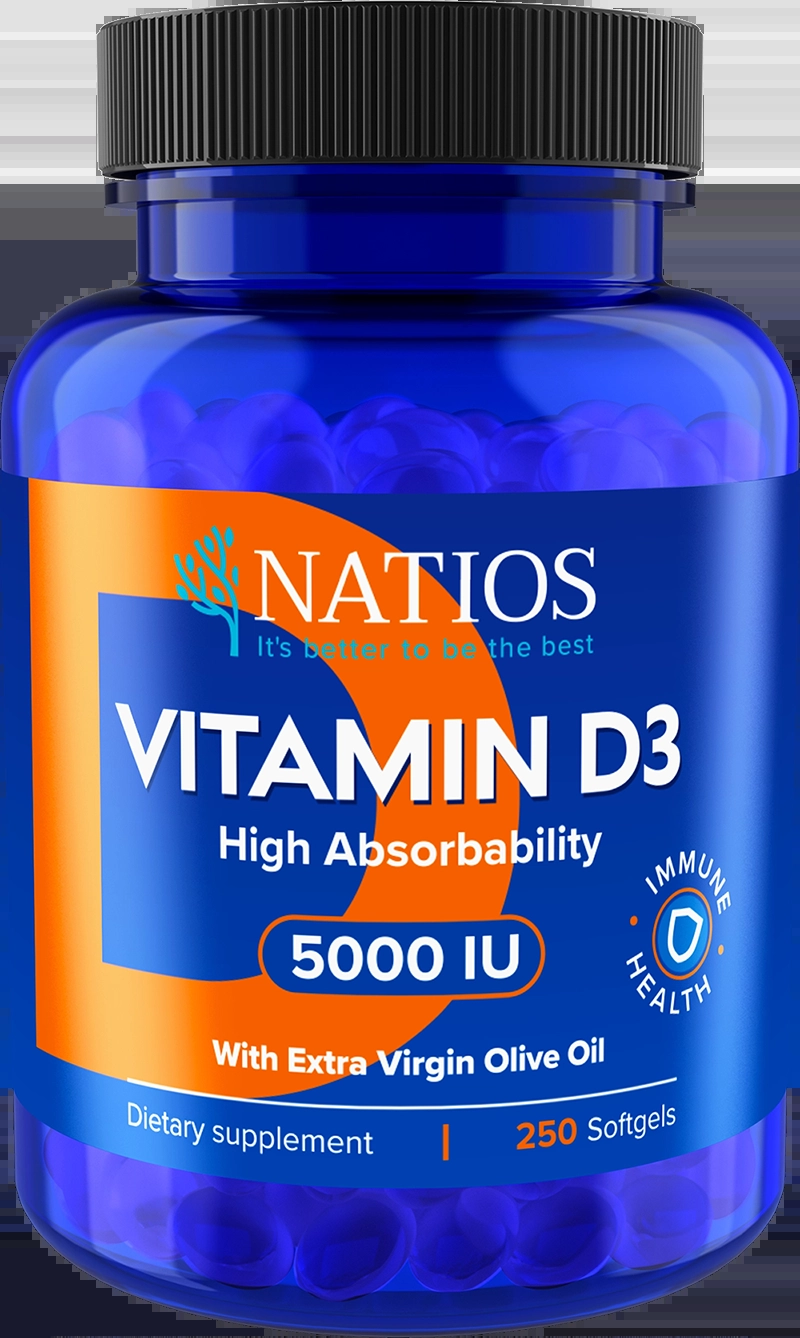 NATIOS
It's better to be the best
VITAMIN D3
High Absorbability
5000 IU
IMMUNE
HEALTH
With Extra Virgin Olive Oil
Dietary supplement | 250 Softgels